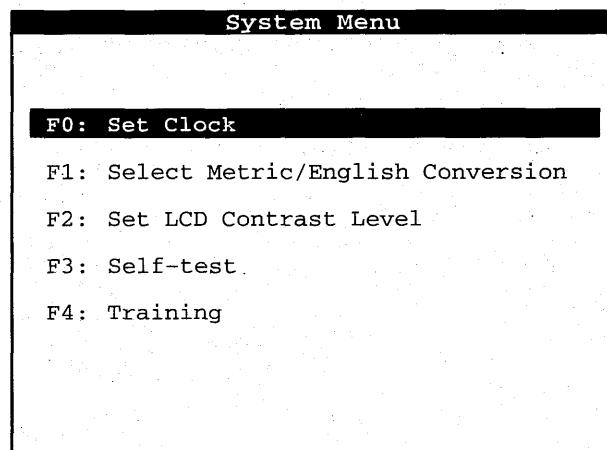 System Menu
F0: Set Clock
F1: Select Metric/English Conversion
F2: Set LCD Contrast Level
F3: Self-test
F4: Training